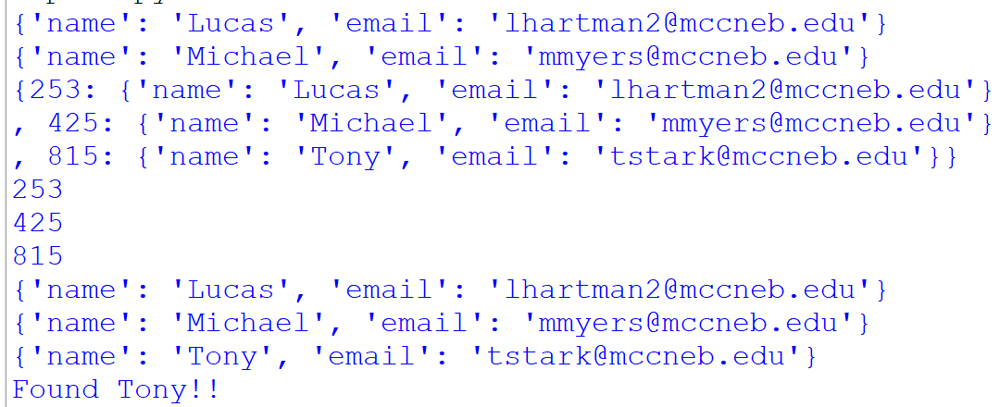 {'name': 'Lucas', 'email': 'lhartman2@mccneb.edu'}
{'name': 'Michael', 'email': 'mmyers@mccneb.edu'}
{253: {'name': 'Lucas', 'email': 'lhartman2@mccneb.edu'}
, 425: {'name': 'Michael', 'email': 'mmyers@mccneb.edu'}
, 815: {'name': 'Tony', 'email': 'tstark@mccneb.edu'}}
253
425
815
{'name': 'Lucas', 'email': 'lhartman2@mccneb.edu'}
{'name': 'Michael', 'email': 'mmyers@mccneb.edu'}
{'name': 'Tony', 'email': 'tstark@mccneb.edu'}
Found Tony!!